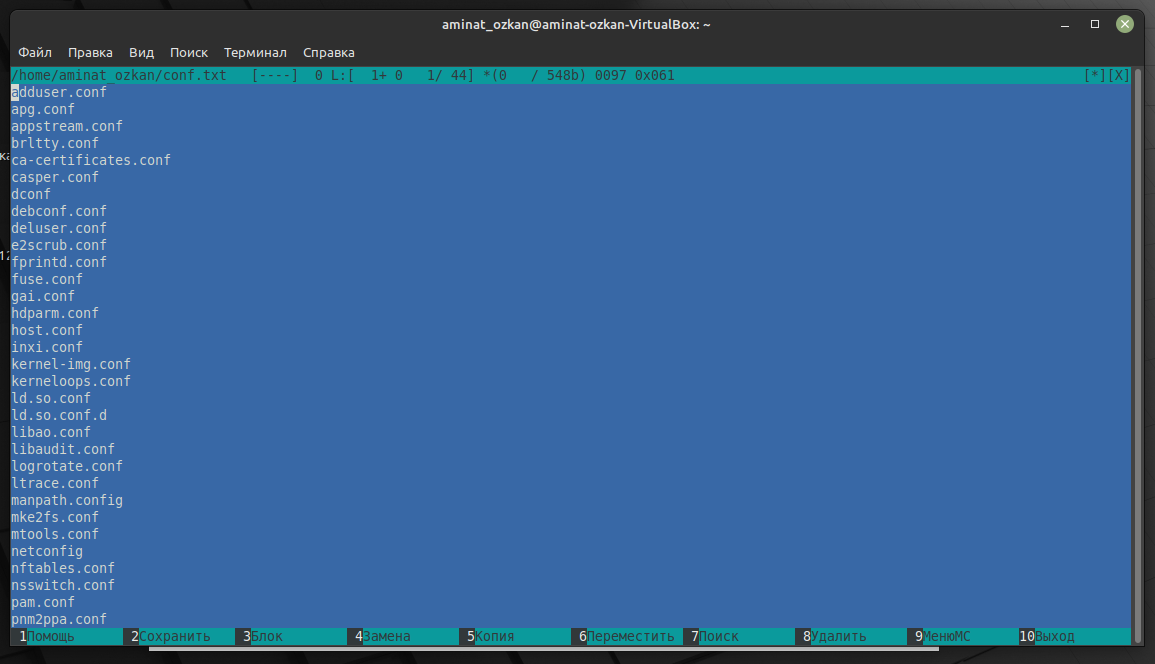 aminat_ozkan@aminat-ozkan-VirtualBox: ~
Файл Правка Вид Поиск Терминал Справка
/home/aminat_ozkan/conf.txt [----] 0 L:[ 1+ 0 1/ 44] *(0 / 548b) 0097 0x061 [*][X]
adduser.conf
apg.conf
appstream.conf
brltty.conf
ca-certificates.conf
casper.conf
dconf
debconf.conf
deluser.conf
e2scrub.conf
fprintd.conf
fuse.conf
gai.conf
hdparm.conf
host.conf
inxi.conf
kernel-img.conf
kerneloops.conf
ld.so.conf
ld.so.conf.d
libao.conf
libaudit.conf
logrotate.conf
ltrace.conf
manpath.config
mke2fs.conf
mtools.conf
netconfig
nftables.conf
nsswitch.conf
pam.conf
pnm2ppa.conf
1Помощь 2Сохранить 3Блок 4Замена 5Копия 6Переместить 7Поиск 8Удалить 9МенюMC 10Выход